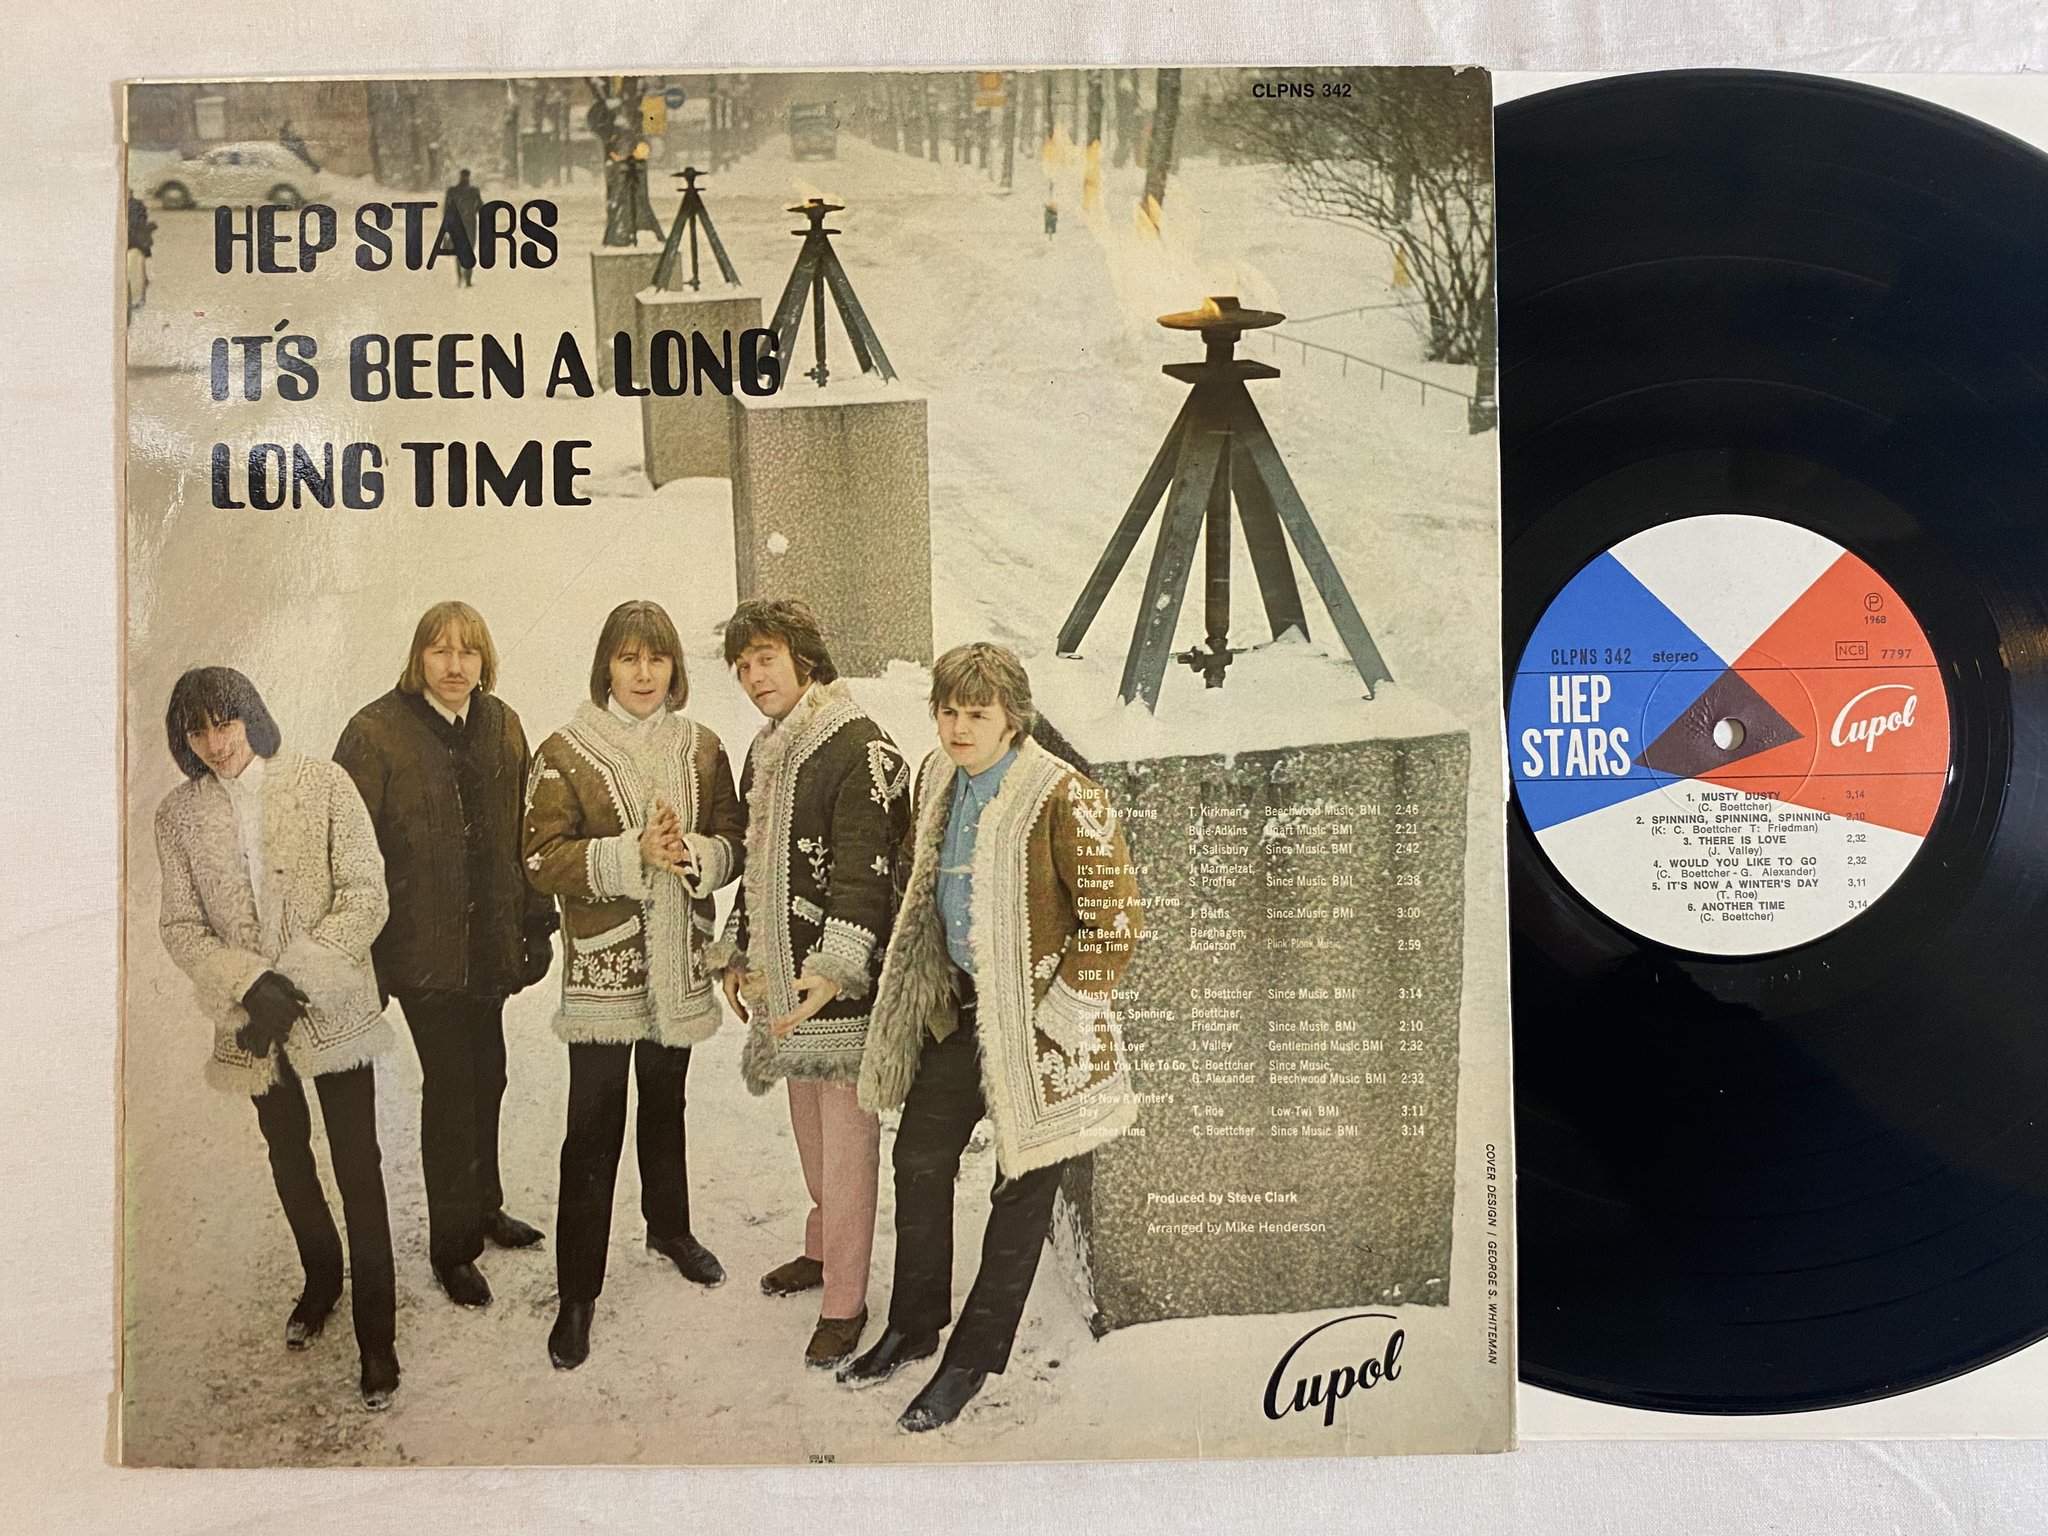 CLPNS 342
HEP STARS
IT'S BEEN A LONG
LONG TIME
SIDE I
Enter The Young T. Kirkman Beechwood Music BMI 2:46
Hope Buie-Adkins Unart Music BMI 2:21
5 A.M. H. Salisbury Since Music BMI 2:42
It's Time For a J. Marmelzat,
Change S. Proffer Since Music BMI 2:38
Changing Away From
You J. Bettis Since Music BMI 3:00
It's Been A Long Berghagen,
Long Time Anderson Plink Plonk Music 2:59
SIDE II
Musty Dusty C. Boettcher Since Music BMI 3:14
Spinning, Spinning, Boettcher,
Spinning Friedman Since Music BMI 2:10
There Is Love J. Valley Gentlemind Music BMI 2:32
Would You Like To Go C. Boettcher Since Music,
G. Alexander Beechwood Music BMI 2:32
It's Now A Winter's
Day T. Roe Low-Twi BMI 3:11
Another Time C. Boettcher Since Music BMI 3:14
Produced by Steve Clark
Arranged by Mike Henderson
Cupol
COVER DESIGN / GEORGE S. WHITEMAN
P
1968
CLPNS 342 stereo
NCB 7797
HEP
STARS
Cupol
1. MUSTY DUSTY 3,14
(C. Boettcher)
2. SPINNING, SPINNING, SPINNING 2,10
(K: C. Boettcher T: Friedman)
3. THERE IS LOVE 2,32
(J. Valley)
4. WOULD YOU LIKE TO GO 2,32
(C. Boettcher - G. Alexander)
5. IT'S NOW A WINTER'S DAY 3,11
(T. Roe)
6. ANOTHER TIME 3,14
(C. Boettcher)